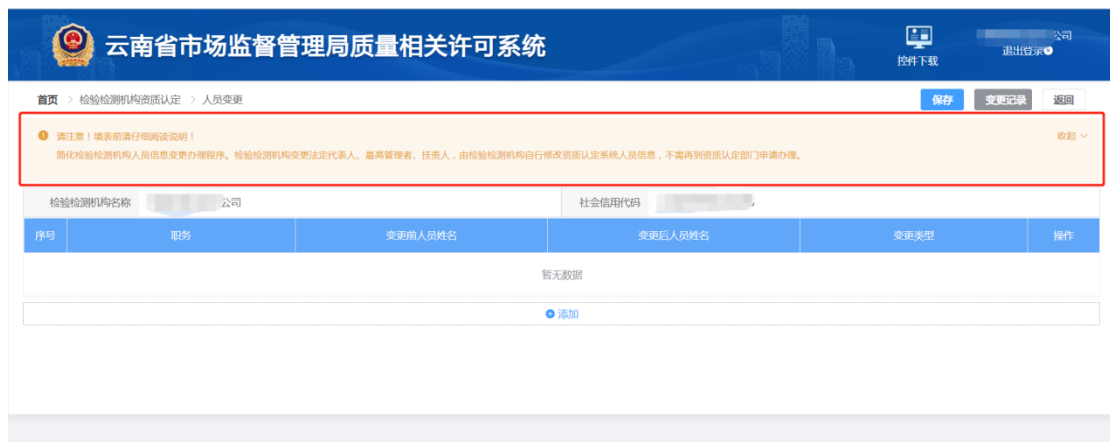 云南省市场监督管理局质量相关许可系统
控件下载
公司
退出登录
首页 > 检验检测机构资质认定 > 人员变更
保存
变更记录
返回
请注意！填表前请仔细阅读说明！
收起
简化检验检测机构人员信息变更办理程序。检验检测机构变更法定代表人、最高管理者、技责人，由检验检测机构自行修改资质认定系统人员信息，不需再到资质认定部门申请办理。
检验检测机构名称 公司 社会信用代码
序号 职务 变更前人员姓名 变更后人员姓名 变更类型 操作
暂无数据
添加